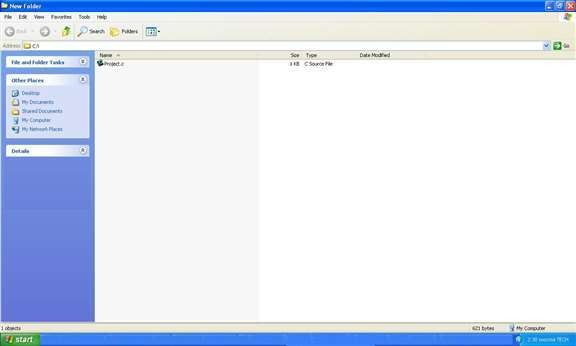 New Folder
File Edit View Favorites Tools Help
Back Search Folders
Address C:\ Go
Name Size Type Date Modified
File and Folder Tasks
Project.c 1 KB C Source File
Other Places
Desktop
My Documents
Shared Documents
My Computer
My Network Places
Details
1 objects 621 bytes My Computer
start 2:30 TECH